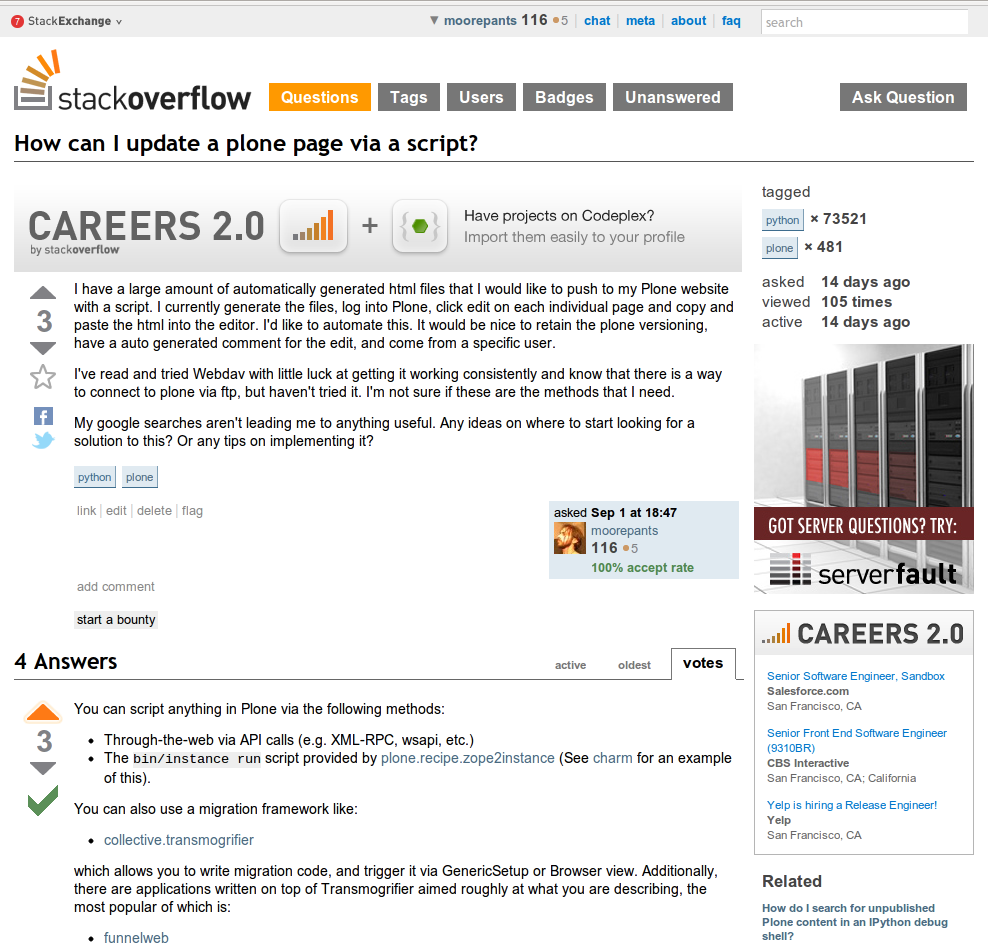 7 StackExchange
▼ moorepants 116 ●5 | chat | meta | about | faq
search
stackoverflow
Questions
Tags
Users
Badges
Unanswered
Ask Question
How can I update a plone page via a script?
CAREERS 2.0
by stackoverflow
+
{ }
Have projects on Codeplex?
Import them easily to your profile
3
I have a large amount of automatically generated html files that I would like to push to my Plone website
with a script. I currently generate the files, log into Plone, click edit on each individual page and copy and
paste the html into the editor. I'd like to automate this. It would be nice to retain the plone versioning,
have a auto generated comment for the edit, and come from a specific user.
I've read and tried Webdav with little luck at getting it working consistently and know that there is a way
to connect to plone via ftp, but haven't tried it. I'm not sure if these are the methods that I need.
My google searches aren't leading me to anything useful. Any ideas on where to start looking for a
solution to this? Or any tips on implementing it?
python plone
link | edit | delete | flag
asked Sep 1 at 18:47
moorepants
116 ●5
100% accept rate
add comment
start a bounty
4 Answers
active
oldest
votes
3
You can script anything in Plone via the following methods:
• Through-the-web via API calls (e.g. XML-RPC, wsapi, etc.)
• The bin/instance run script provided by plone.recipe.zope2instance (See charm for an example
of this).
You can also use a migration framework like:
• collective.transmogrifier
which allows you to write migration code, and trigger it via GenericSetup or Browser view. Additionally,
there are applications written on top of Transmogrifier aimed roughly at what you are describing, the
most popular of which is:
• funnelweb
tagged
python × 73521
plone × 481
asked 14 days ago
viewed 105 times
active 14 days ago
GOT SERVER QUESTIONS? TRY:
serverfault
CAREERS 2.0
Senior Software Engineer, Sandbox
Salesforce.com
San Francisco, CA
Senior Front End Software Engineer
(9310BR)
CBS Interactive
San Francisco, CA; California
Yelp is hiring a Release Engineer!
Yelp
San Francisco, CA
Related
How do I search for unpublished
Plone content in an IPython debug
shell?